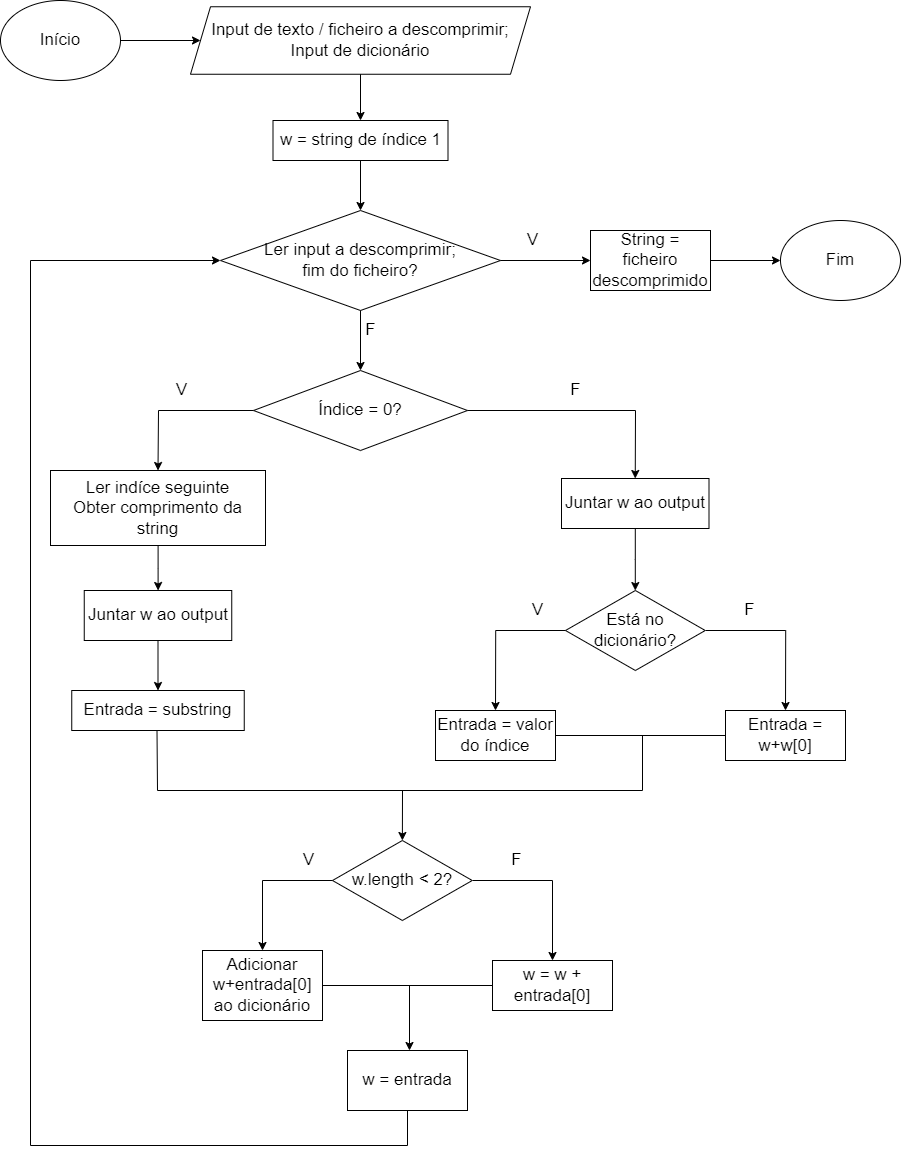 Início
Input de texto / ficheiro a descomprimir;
Input de dicionário
w = string de índice 1
Ler input a descomprimir;
fim do ficheiro?
V
String =
ficheiro
descomprimido
Fim
F
Índice = 0?
V
F
Ler indíce seguinte
Obter comprimento da
string
Juntar w ao output
Juntar w ao output
Está no
dicionário?
V
F
Entrada = substring
Entrada = valor
do índice
Entrada =
w+w[0]
w.length < 2?
V
F
Adicionar
w+entrada[0]
ao dicionário
w = w +
entrada[0]
w = entrada